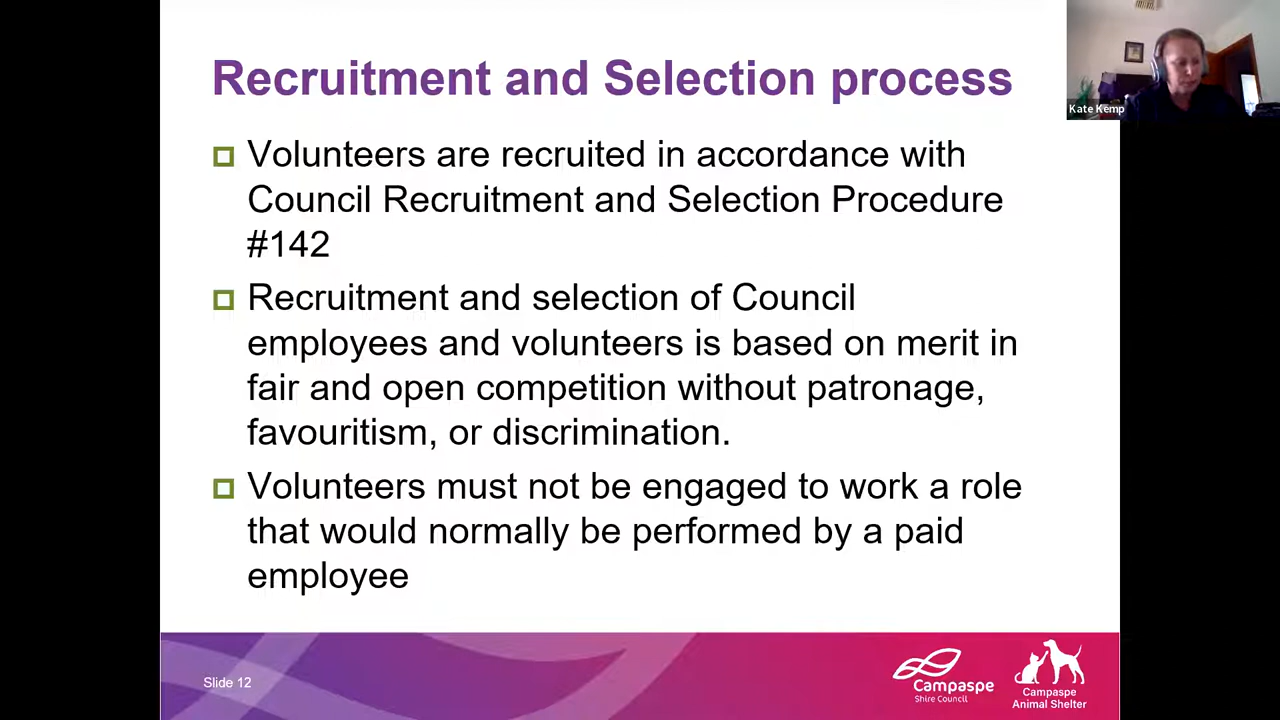 Recruitment and Selection process
Kate Kemp
Volunteers are recruited in accordance with
Council Recruitment and Selection Procedure
#142
Recruitment and selection of Council
employees and volunteers is based on merit in
fair and open competition without patronage,
favouritism, or discrimination.
Volunteers must not be engaged to work a role
that would normally be performed by a paid
employee
Slide 12
Campaspe
Shire Council
Campaspe
Animal Shelter